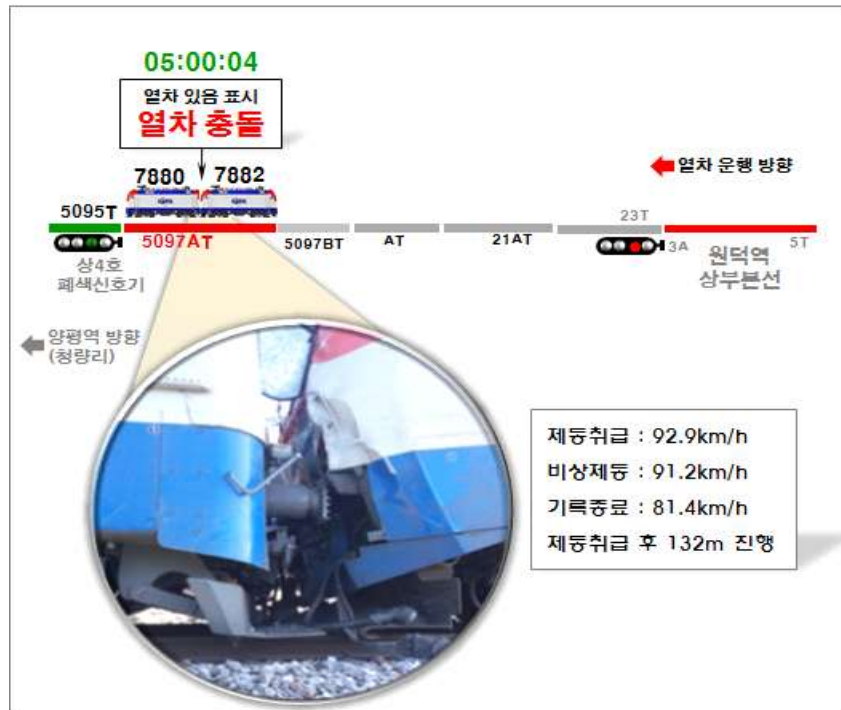 05:00:04
열차 있음 표시
열차 충돌
7880 7882
열차 운행 방향
5095T
23T
5097AT
5097BT
AT
21AT
3A
5T
상4호
폐색신호기
원덕역
상부본선
양평역 방향
(청량리)
제동취급 : 92.9km/h
비상제동 : 91.2km/h
기록종료 : 81.4km/h
제동취급 후 132m 진행